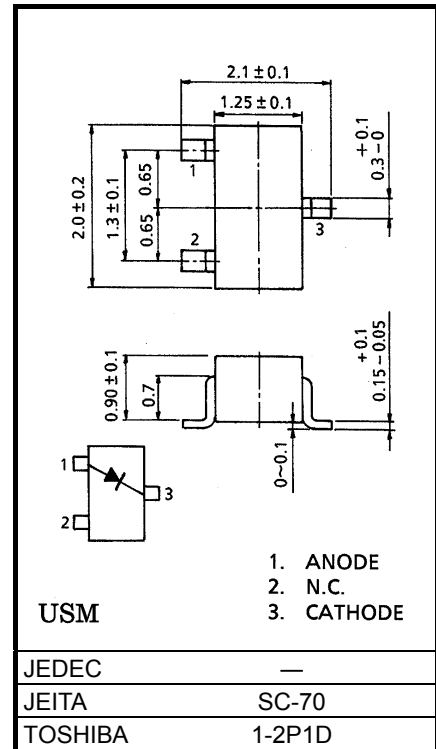 2.1±0.1
1.25±0.1
+0.1
0.3-0
2.0±0.2
1.3±0.1
0.65
0.65
1
2
3
0.90±0.1
0.7
0~0.1
+0.1
0.15-0.05
1
2
3
1. ANODE
2. N.C.
3. CATHODE
USM
JEDEC —
JEITA SC-70
TOSHIBA 1-2P1D